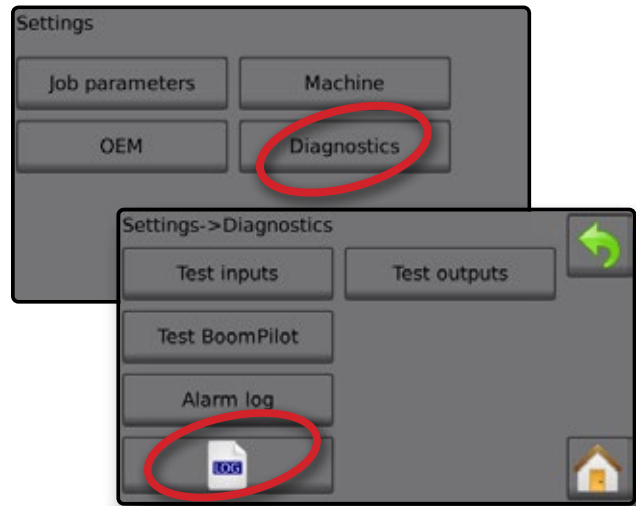 Settings
Job parameters Machine
OEM Diagnostics
Settings->Diagnostics
Test inputs Test outputs
Test BoomPilot
Alarm log
LOG